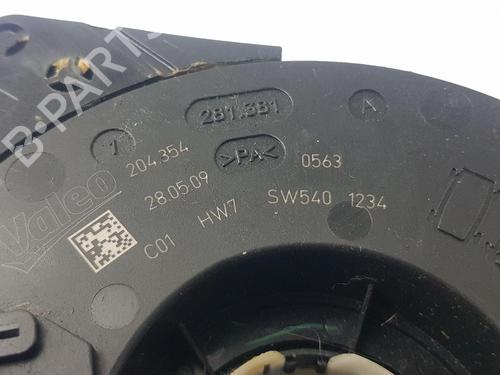 B-PARTS
281.381
A
7
>PA<
204.354
0563
Valeo
28.05.09
SW540 1234
HW7
C01